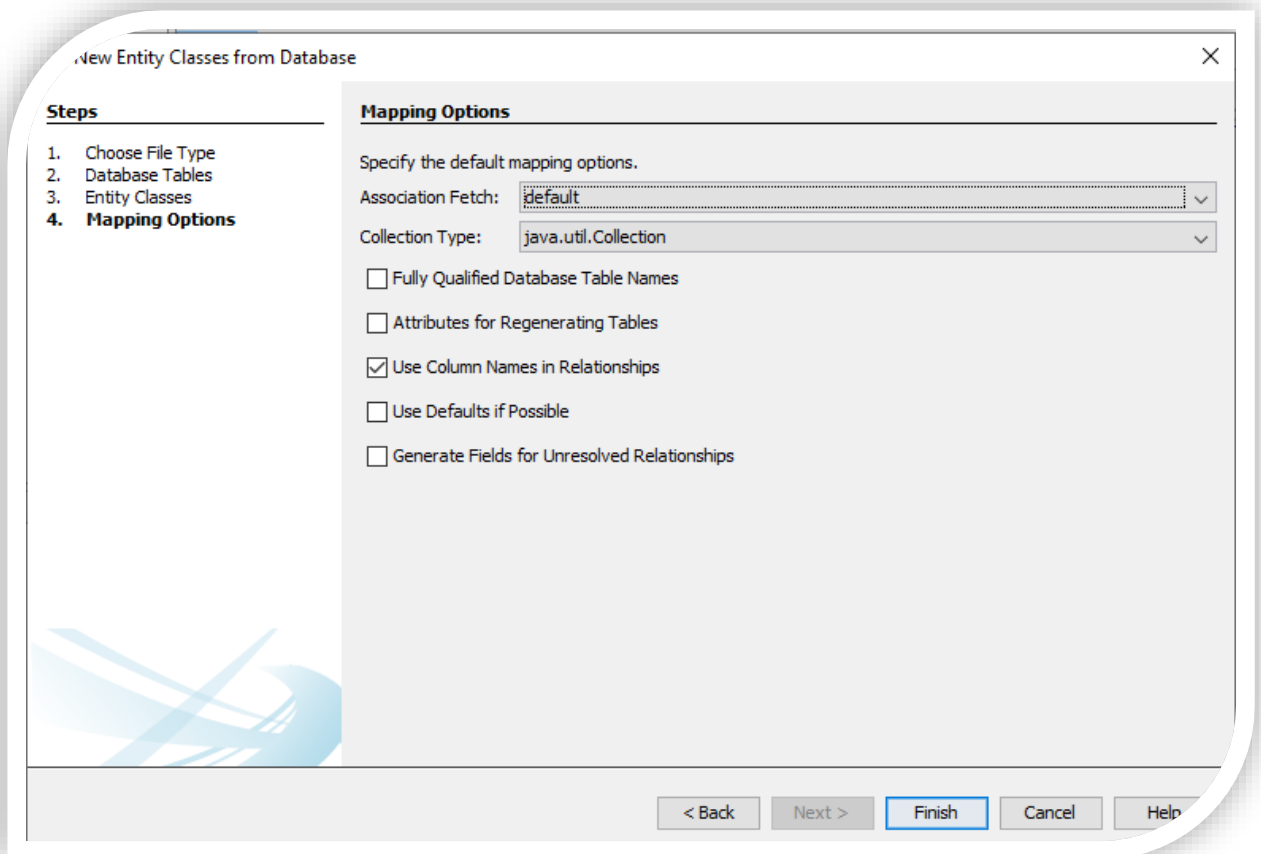 New Entity Classes from Database
Steps
1. Choose File Type
2. Database Tables
3. Entity Classes
4. Mapping Options
Mapping Options
Specify the default mapping options.
Association Fetch: default
Collection Type: java.util.Collection
Fully Qualified Database Table Names
Attributes for Regenerating Tables
Use Column Names in Relationships
Use Defaults if Possible
Generate Fields for Unresolved Relationships
< Back Next > Finish Cancel Help